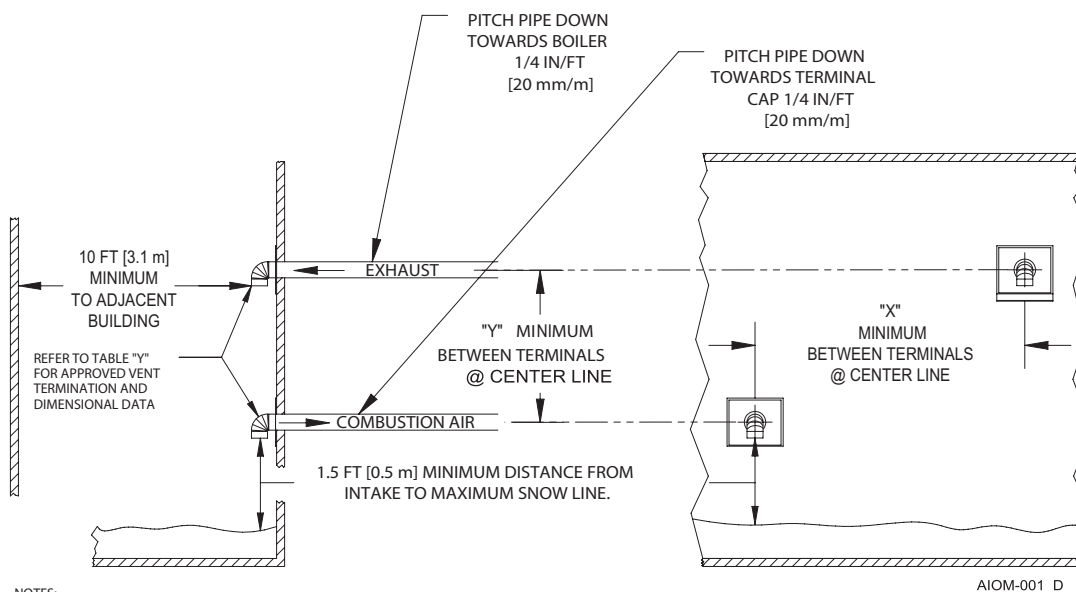 PITCH PIPE DOWN
TOWARDS BOILER
1/4 IN/FT
[20 mm/m]
PITCH PIPE DOWN
TOWARDS TERMINAL
CAP 1/4 IN/FT
[20 mm/m]
10 FT [3.1 m]
MINIMUM
TO ADJACENT
BUILDING
EXHAUST
"Y" MINIMUM
BETWEEN TERMINALS
@ CENTER LINE
"X"
MINIMUM
BETWEEN TERMINALS
@ CENTER LINE
REFER TO TABLE "Y"
FOR APPROVED VENT
TERMINATION AND
DIMENSIONAL DATA
COMBUSTION AIR
1.5 FT [0.5 m] MINIMUM DISTANCE FROM
INTAKE TO MAXIMUM SNOW LINE.
AIOM-001 D
NOTES: